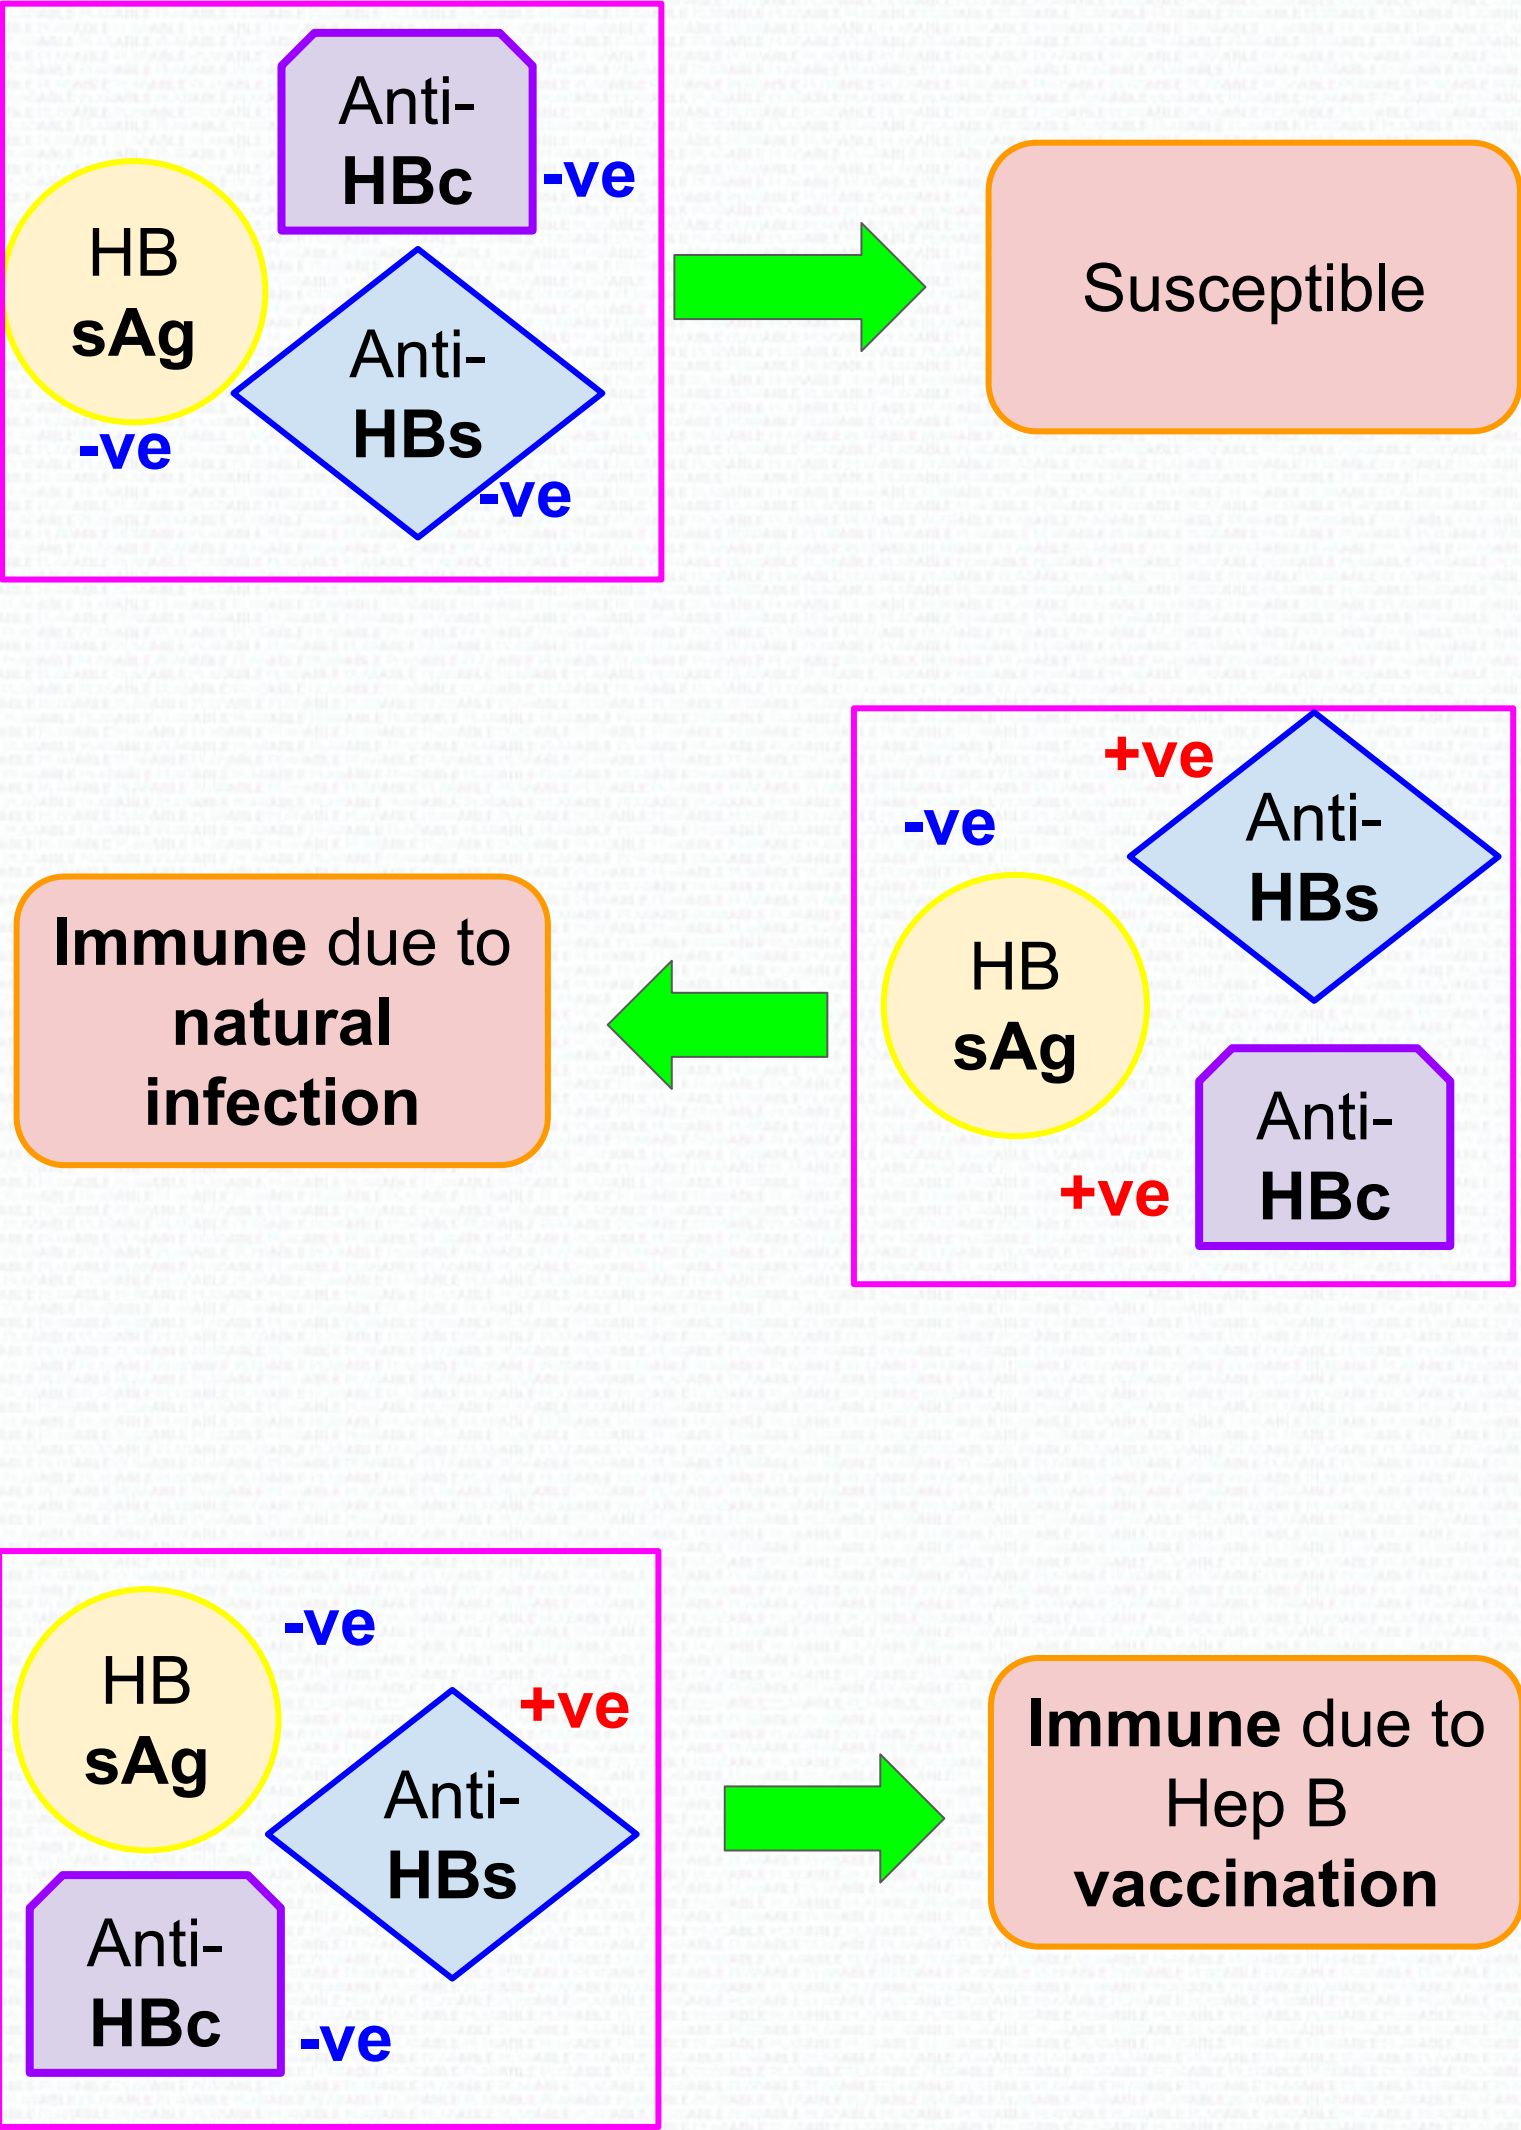 Anti-
HBc
-ve
HB
sAg
-ve
Anti-
HBs
-ve
Susceptible
Immune due to
natural
infection
+ve
Anti-
HBs
-ve
HB
sAg
+ve
Anti-
HBc
HB
sAg
-ve
+ve
Anti-
HBs
Anti-
HBc
-ve
Immune due to
Hep B
vaccination